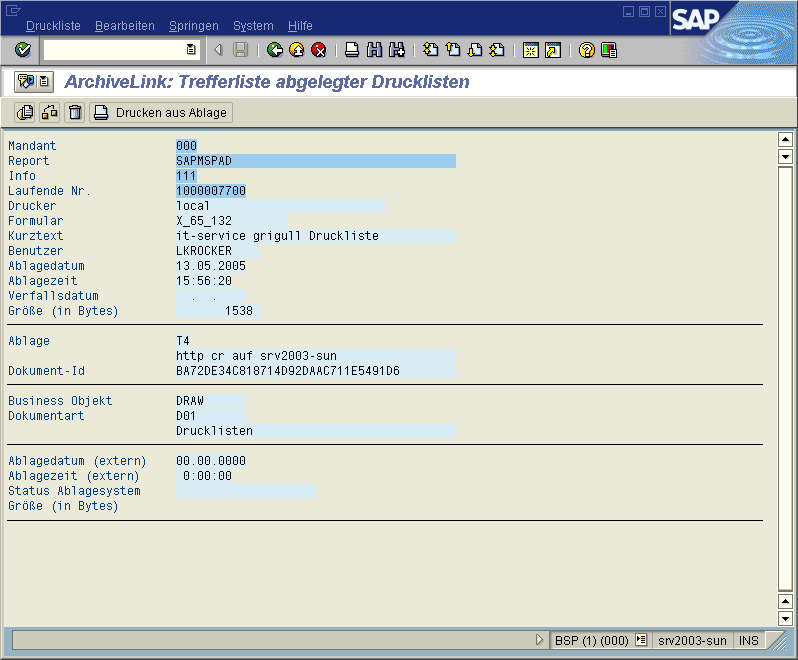 Druckliste Bearbeiten Springen System Hilfe
SAP
ArchiveLink: Trefferliste abgelegter Drucklisten
Drucken aus Ablage
Mandant 000
Report SAPMSPAD
Info 111
Laufende Nr. 1000007700
Drucker local
Formular X_65_132
Kurztext it-service grigull Druckliste
Benutzer LKROCKER
Ablagedatum 13.05.2005
Ablagezeit 15:56:20
Verfallsdatum . .
Größe (in Bytes) 1538
Ablage T4
http cr auf srv2003-sun
Dokument-Id BA72DE34C818714D92DAAC711E5491D6
Business Objekt DRAW
Dokumentart D01
Drucklisten
Ablagedatum (extern) 00.00.0000
Ablagezeit (extern) 0:00:00
Status Ablagesystem
Größe (in Bytes)
BSP (1) (000) srv2003-sun INS